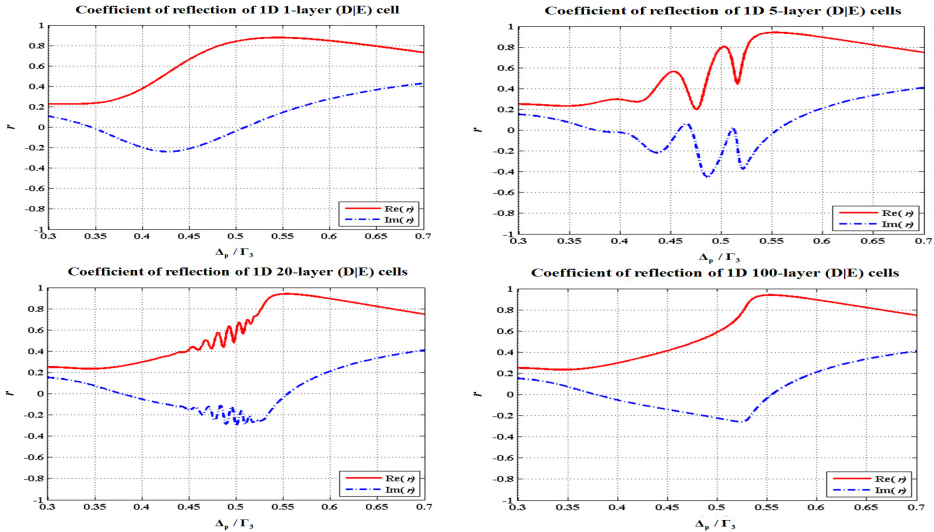 Coefficient of reflection of 1D 1-layer (D|E) cell
1
0.8
0.6
0.4
0.2
0
-0.2
-0.4
-0.6
-0.8
-1
r
Re(r)
Im(r)
0.3 0.35 0.4 0.45 0.5 0.55 0.6 0.65 0.7
Δp / Γ3
Coefficient of reflection of 1D 5-layer (D|E) cells
1
0.8
0.6
0.4
0.2
0
-0.2
-0.4
-0.6
-0.8
-1
r
Re(r)
Im(r)
0.3 0.35 0.4 0.45 0.5 0.55 0.6 0.65 0.7
Δp / Γ3
Coefficient of reflection of 1D 20-layer (D|E) cells
1
0.8
0.6
0.4
0.2
0
-0.2
-0.4
-0.6
-0.8
-1
r
Re(r)
Im(r)
0.3 0.35 0.4 0.45 0.5 0.55 0.6 0.65 0.7
Δp / Γ3
Coefficient of reflection of 1D 100-layer (D|E) cells
1
0.8
0.6
0.4
0.2
0
-0.2
-0.4
-0.6
-0.8
-1
r
Re(r)
Im(r)
0.3 0.35 0.4 0.45 0.5 0.55 0.6 0.65 0.7
Δp / Γ3